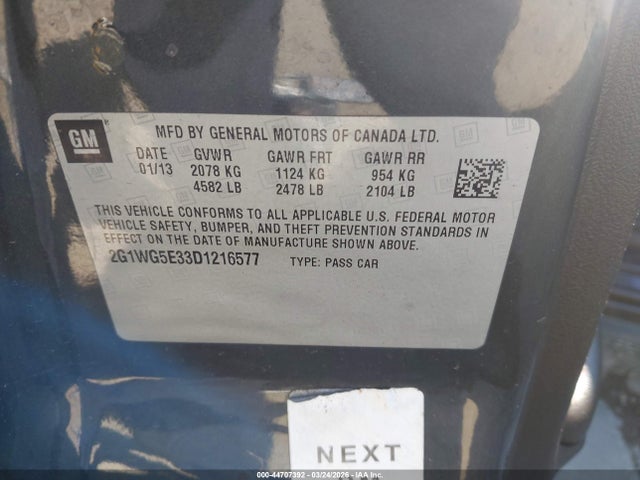 GM
MFD BY GENERAL MOTORS OF CANADA LTD.
DATE GVWR GAWR FRT GAWR RR
01/13 2078 KG 1124 KG 954 KG
4582 LB 2478 LB 2104 LB
THIS VEHICLE CONFORMS TO ALL APPLICABLE U.S. FEDERAL MOTOR
VEHICLE SAFETY, BUMPER, AND THEFT PREVENTION STANDARDS IN
EFFECT ON THE DATE OF MANUFACTURE SHOWN ABOVE.
2G1WG5E33D1216577 TYPE: PASS CAR
NEXT
000-44707392 - 03/24/2026 - IAA4392